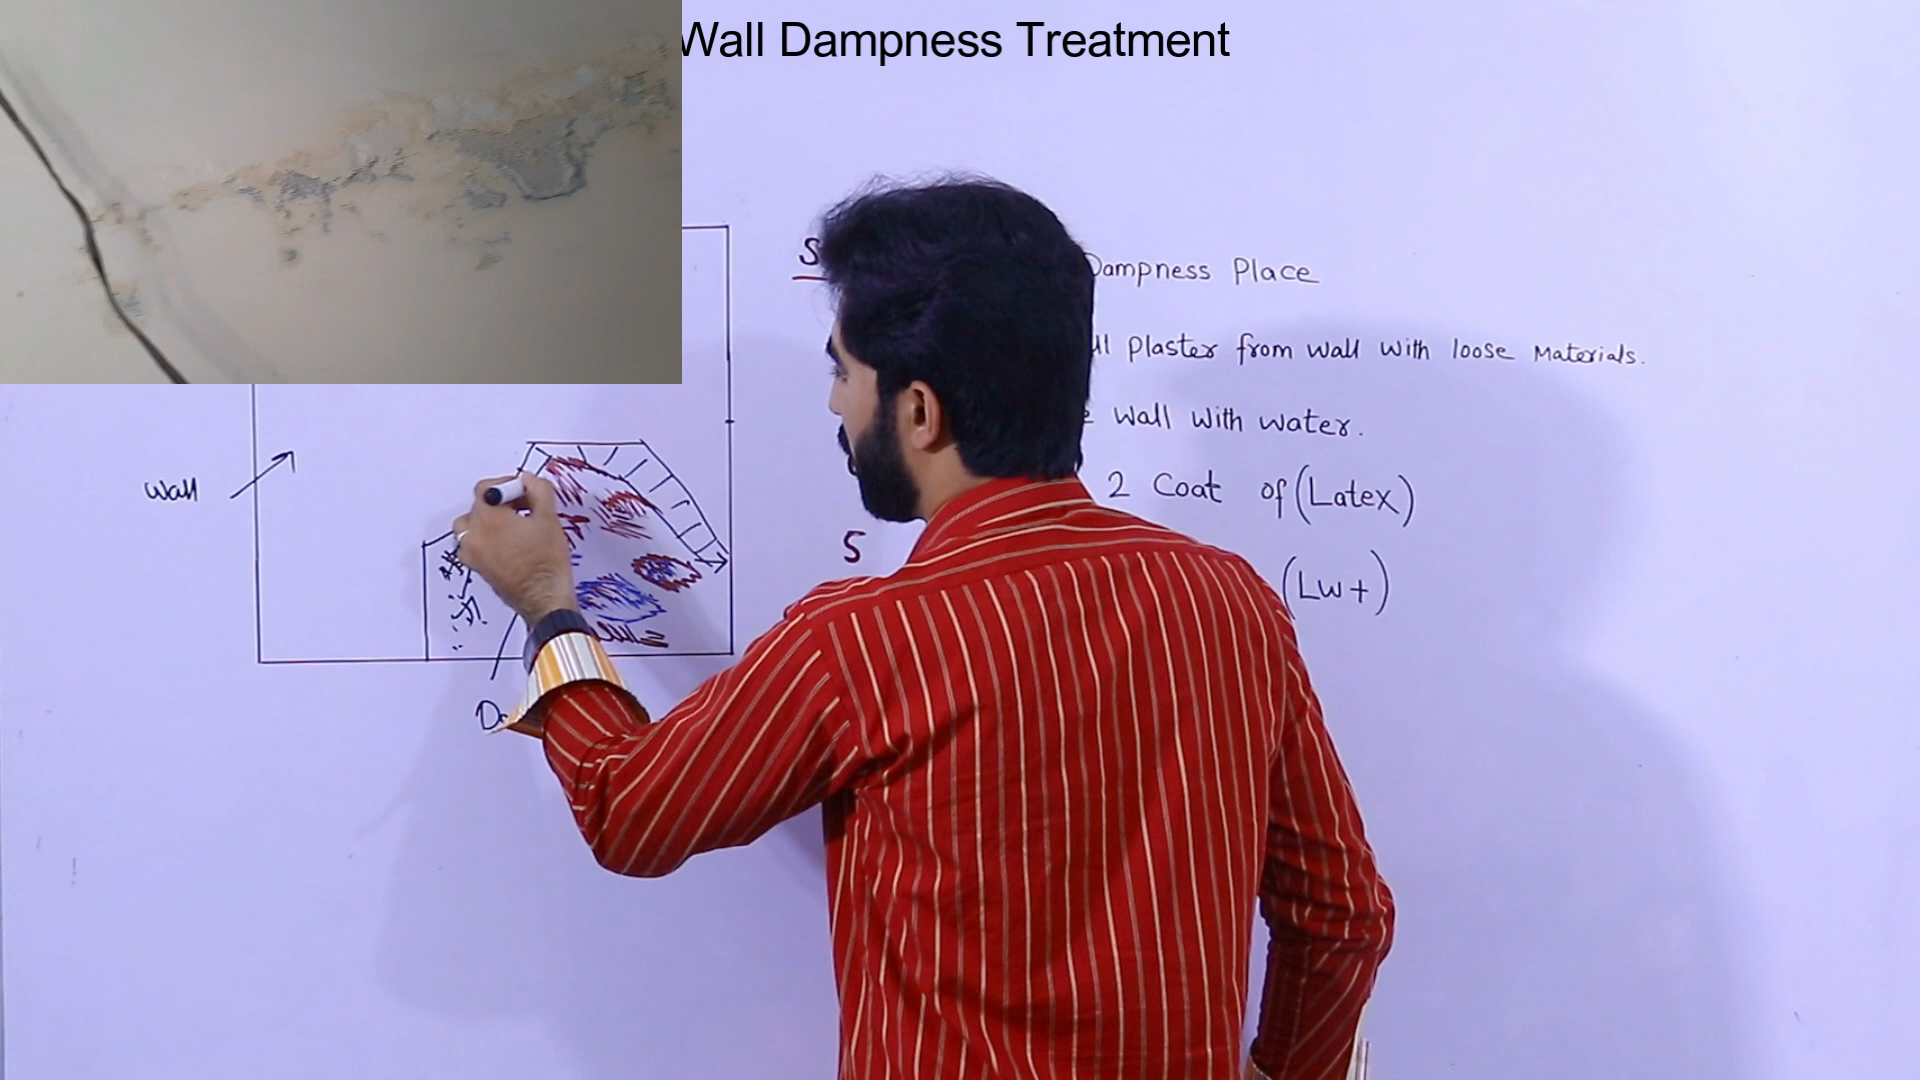 Wall Dampness Treatment
Dampness Place
plaster from wall with loose Materials.
wall with water.
2 Coat of (Latex)
5
(Lw+)
wall